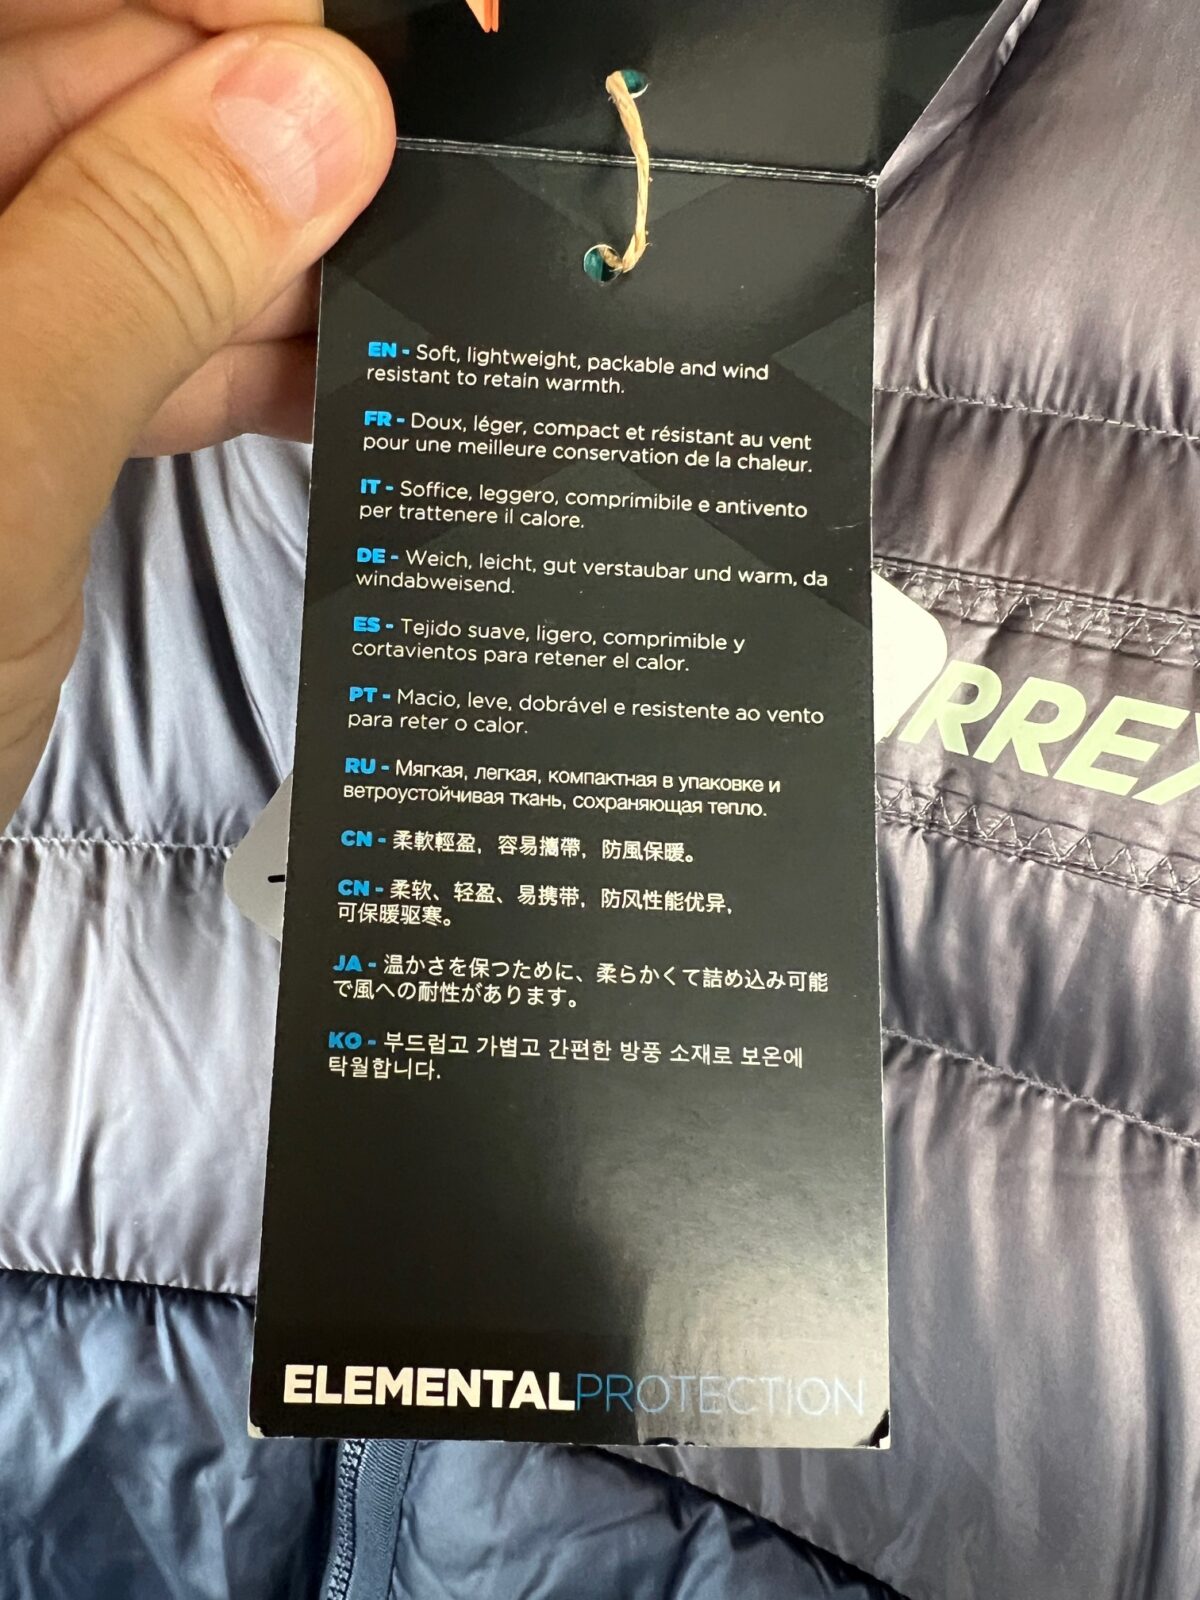 EN - Soft, lightweight, packable and wind
resistant to retain warmth.
FR - Doux, léger, compact et résistant au vent
pour une meilleure conservation de la chaleur.
IT - Soffice, leggero, comprimibile e antivento
per trattenere il calore.
DE - Weich, leicht, gut verstaubar und warm, da
windabweisend.
ES - Tejido suave, ligero, comprimible y
cortavientos para retener el calor.
PT - Macio, leve, dobrável e resistente ao vento
para reter o calor.
RU - Мягкая, легкая, компактная в упаковке и
ветроустойчивая ткань, сохраняющая тепло.
CN - 柔軟輕盈，容易攜帶，防風保暖。
CN - 柔软、轻盈、易携带，防风性能优异，
可保暖驱寒。
JA - 温かさを保つために、柔らかくて詰め込み可能
で風への耐性があります。
KO - 부드럽고 가볍고 간편한 방풍 소재로 보온에
탁월합니다.
ELEMENTALPROTECTION
RREX